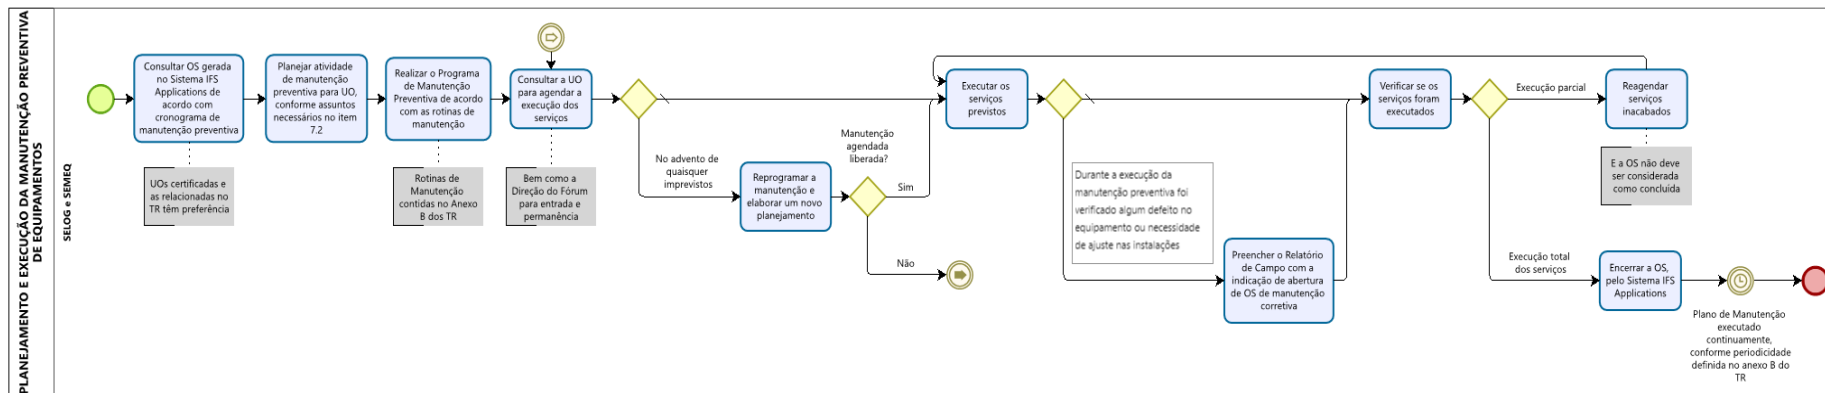 PLANEJAMENTO E EXECUÇÃO DA MANUTENÇÃO PREVENTIVA
DE EQUIPAMENTOS
SELOG e SEMEQ
Consultar OS gerada
no Sistema IFS
Applications de
acordo com
cronograma de
manutenção preventiva
UOs certificadas e
as relacionadas no
TR têm preferência
Planejar atividade
de manutenção
preventiva para UO,
conforme assuntos
necessários no item
7.2
Realizar o Programa
de Manutenção
Preventiva de acordo
com as rotinas de
manutenção
Rotinas de
Manutenção
contidas no Anexo
B dos TR
Consultar a UO
para agendar a
execução dos
serviços
Bem como a
Direção do Fórum
para entrada e
permanência
No advento de
quaisquer
imprevistos
Reprogramar a
manutenção e
elaborar um novo
planejamento
Manutenção
agendada
liberada?
Sim
Não
Executar os
serviços
previstos
Durante a execução da
manutenção preventiva foi
verificado algum defeito no
equipamento ou necessidade
de ajuste nas instalações
Preencher o Relatório
de Campo com a
indicação de abertura
de OS de manutenção
corretiva
Verificar se os
serviços foram
executados
Execução parcial
Reagendar
serviços
inacabados
E a OS não deve
ser considerada
como concluída
Execução total
dos serviços
Encerrar a OS,
pelo Sistema IFS
Applications
Plano de Manutenção
executado
continuamente,
conforme periodicidade
definida no anexo B do
TR